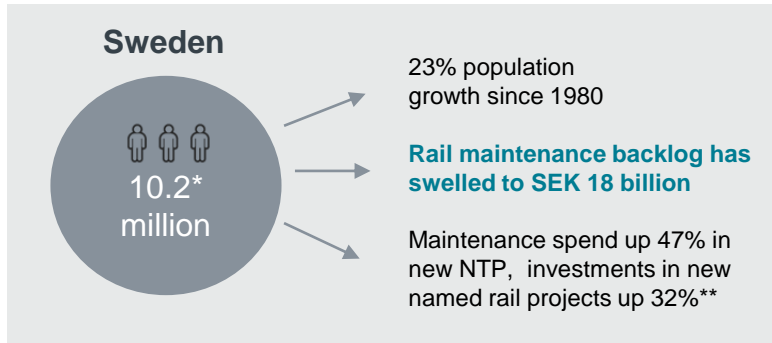 Sweden
10.2*
million
23% population
growth since 1980
Rail maintenance backlog has
swelled to SEK 18 billion
Maintenance spend up 47% in
new NTP, investments in new
named rail projects up 32%**